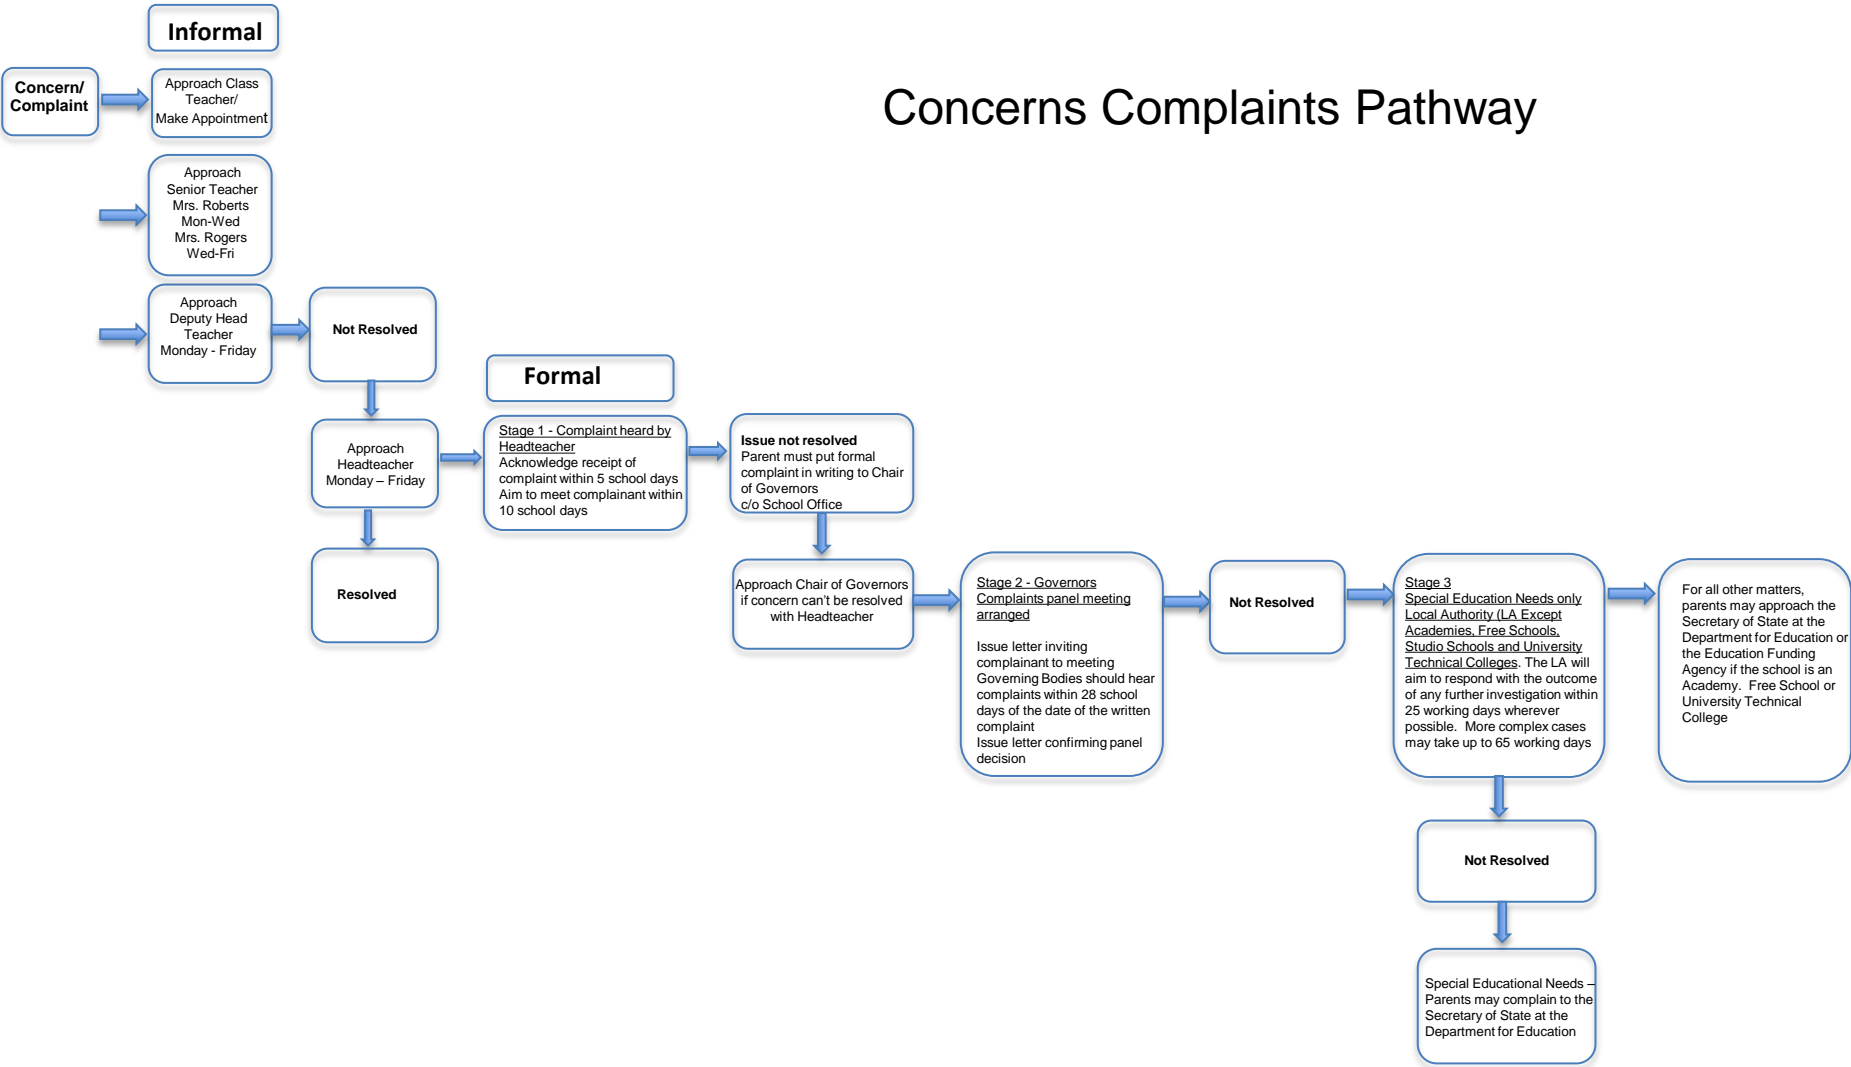 Informal
Concern/
Complaint
Approach Class
Teacher/
Make Appointment
Concerns Complaints Pathway
Approach
Senior Teacher
Mrs. Roberts
Mon-Wed
Mrs. Rogers
Wed-Fri
Approach
Deputy Head
Teacher
Monday - Friday
Not Resolved
Approach
Headteacher
Monday – Friday
Resolved
Formal
Stage 1 - Complaint heard by
Headteacher
Acknowledge receipt of
complaint within 5 school days
Aim to meet complainant within
10 school days
Issue not resolved
Parent must put formal
complaint in writing to Chair
of Governors
c/o School Office
Approach Chair of Governors
if concern can't be resolved
with Headteacher
Stage 2 - Governors
Complaints panel meeting
arranged
Issue letter inviting
complainant to meeting
Governing Bodies should hear
complaints within 28 school
days of the date of the written
complaint
Issue letter confirming panel
decision
Not Resolved
Stage 3
Special Education Needs only
Local Authority (LA Except
Academies, Free Schools,
Studio Schools and University
Technical Colleges. The LA will
aim to respond with the outcome
of any further investigation within
25 working days wherever
possible.  More complex cases
may take up to 65 working days
For all other matters,
parents may approach the
Secretary of State at the
Department for Education or
the Education Funding
Agency if the school is an
Academy.  Free School or
University Technical
College
Not Resolved
Special Educational Needs –
Parents may complain to the
Secretary of State at the
Department for Education